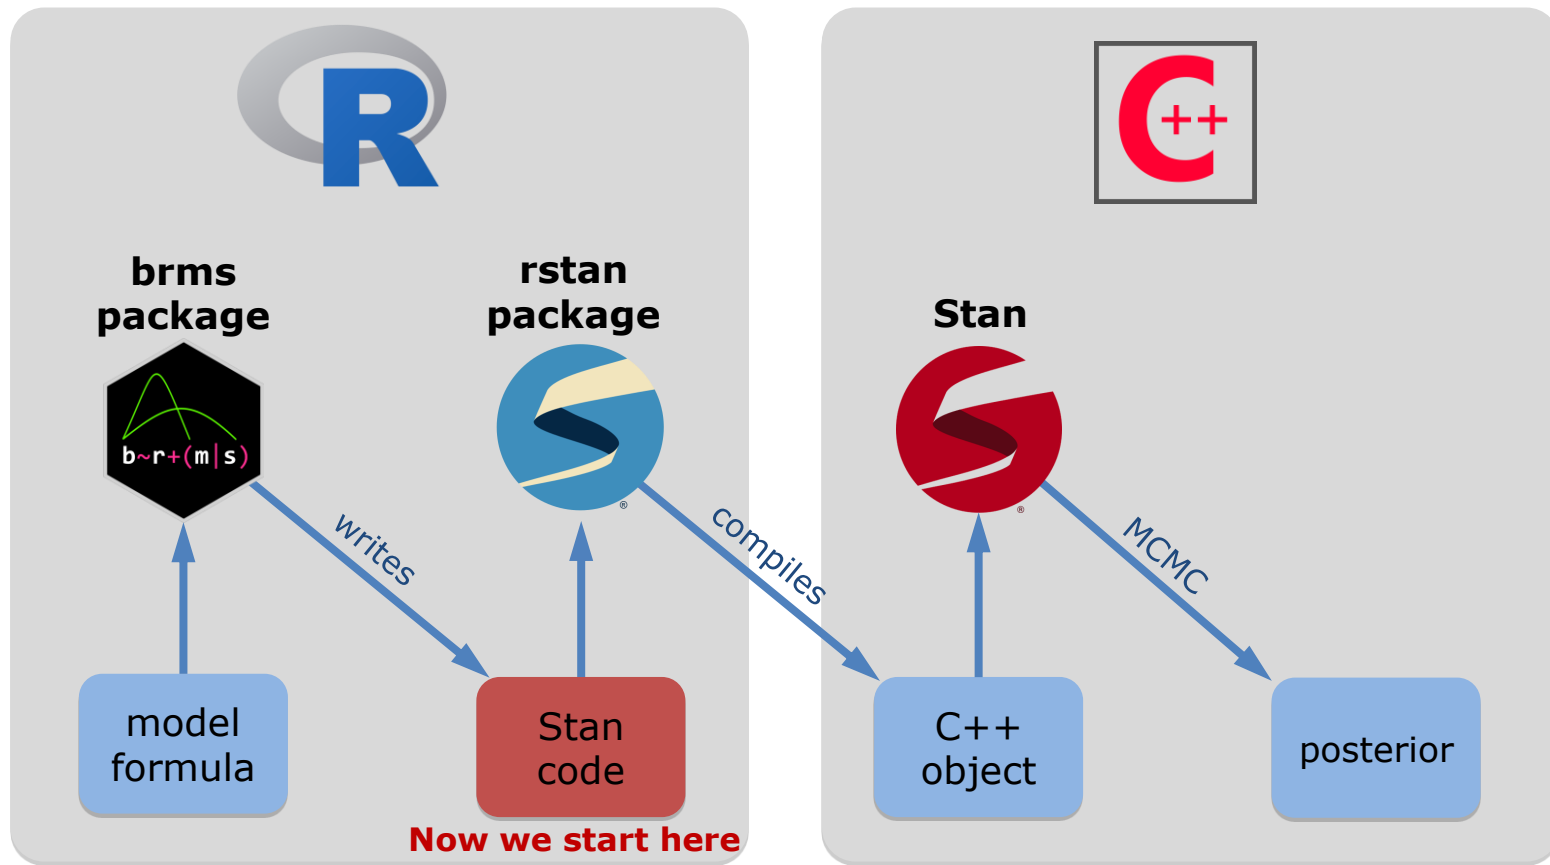 R
C++
brms
package
rstan
package
Stan
b~r+(m|s)
®
®
writes
compiles
MCMC
model
formula
Stan
code
C++
object
posterior
Now we start here